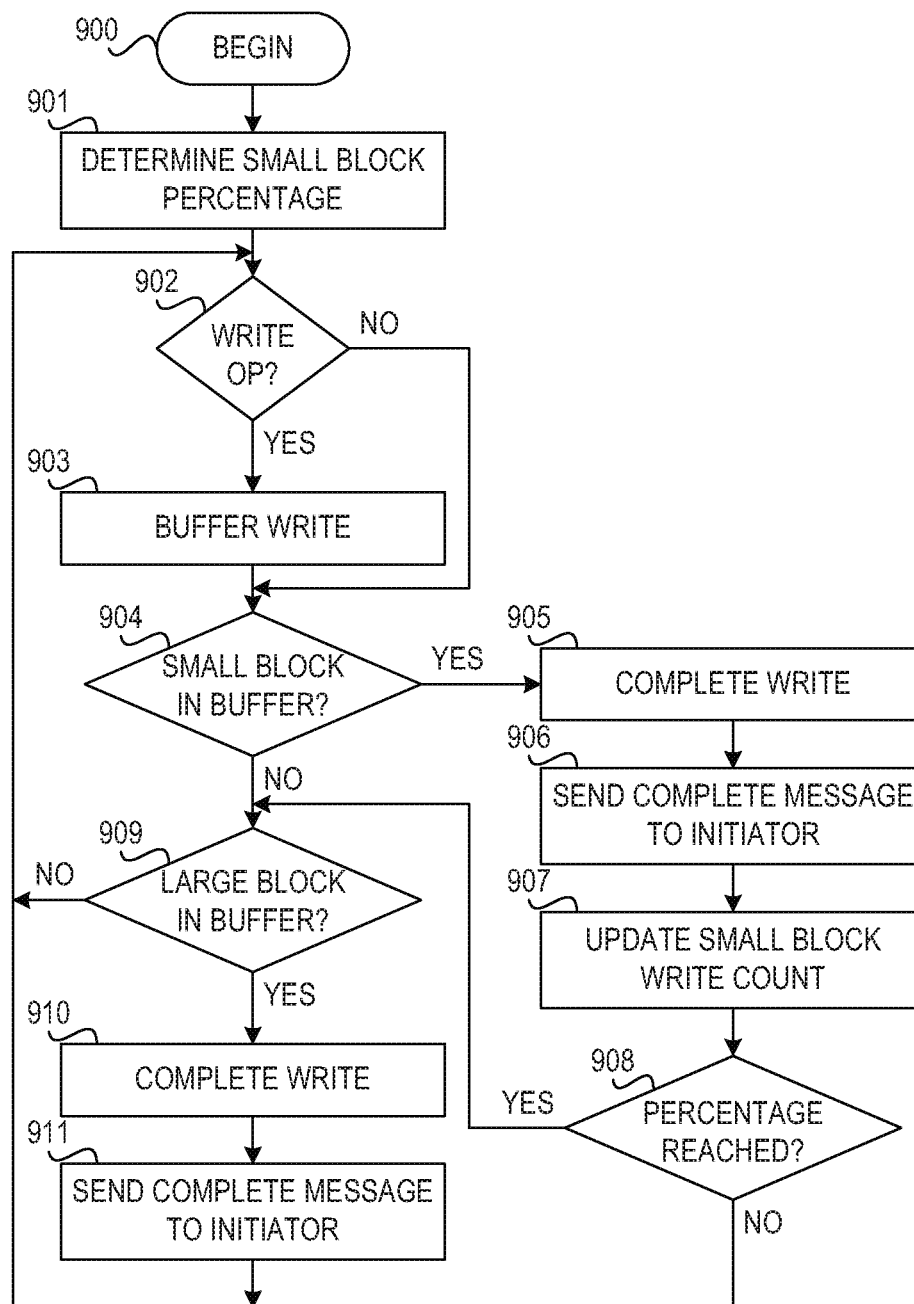 900
BEGIN
901
DETERMINE SMALL BLOCK
PERCENTAGE
902
WRITE
OP?
NO
YES
903
BUFFER WRITE
904
SMALL BLOCK
IN BUFFER?
YES
NO
905
COMPLETE WRITE
906
SEND COMPLETE MESSAGE
TO INITIATOR
907
UPDATE SMALL BLOCK
WRITE COUNT
908
PERCENTAGE
REACHED?
YES
NO
909
LARGE BLOCK
IN BUFFER?
NO
YES
910
COMPLETE WRITE
911
SEND COMPLETE MESSAGE
TO INITIATOR